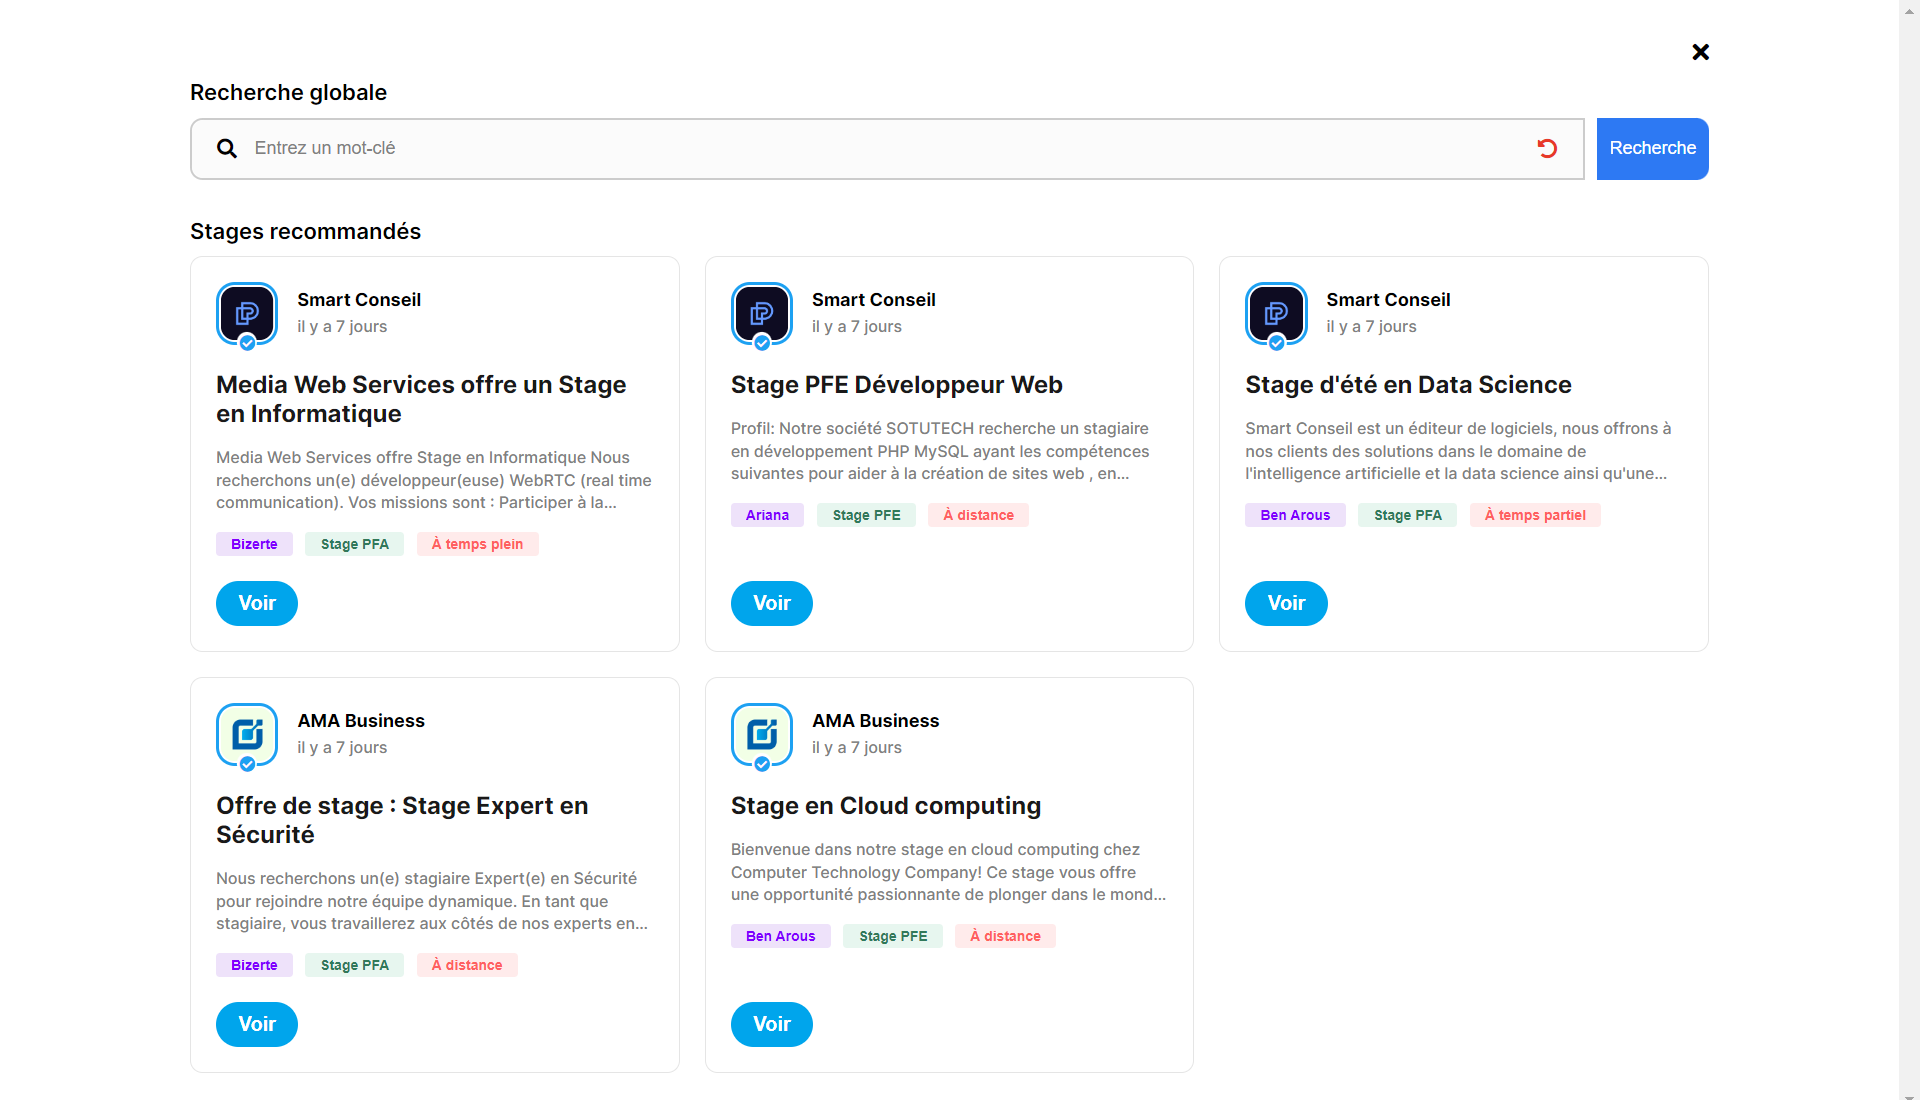 Recherche globale
Entrez un mot-clé
Recherche
Stages recommandés
Smart Conseil
il y a 7 jours
Media Web Services offre un Stage
en Informatique
Media Web Services offre Stage en Informatique Nous
recherchons un(e) développeur(euse) WebRTC (real time
communication). Vos missions sont : Participer à la...
Bizerte Stage PFA À temps plein
Voir
Smart Conseil
il y a 7 jours
Stage PFE Développeur Web
Profil: Notre société SOTUTECH recherche un stagiaire
en développement PHP MySQL ayant les compétences
suivantes pour aider à la création de sites web , en...
Ariana Stage PFE À distance
Voir
Smart Conseil
il y a 7 jours
Stage d'été en Data Science
Smart Conseil est un éditeur de logiciels, nous offrons à
nos clients des solutions dans le domaine de
l'intelligence artificielle et la data science ainsi qu'une...
Ben Arous Stage PFA À temps partiel
Voir
AMA Business
il y a 7 jours
Offre de stage : Stage Expert en
Sécurité
Nous recherchons un(e) stagiaire Expert(e) en Sécurité
pour rejoindre notre équipe dynamique. En tant que
stagiaire, vous travaillerez aux côtés de nos experts en...
Bizerte Stage PFA À distance
Voir
AMA Business
il y a 7 jours
Stage en Cloud computing
Bienvenue dans notre stage en cloud computing chez
Computer Technology Company! Ce stage vous offre
une opportunité passionnante de plonger dans le mond...
Ben Arous Stage PFE À distance
Voir